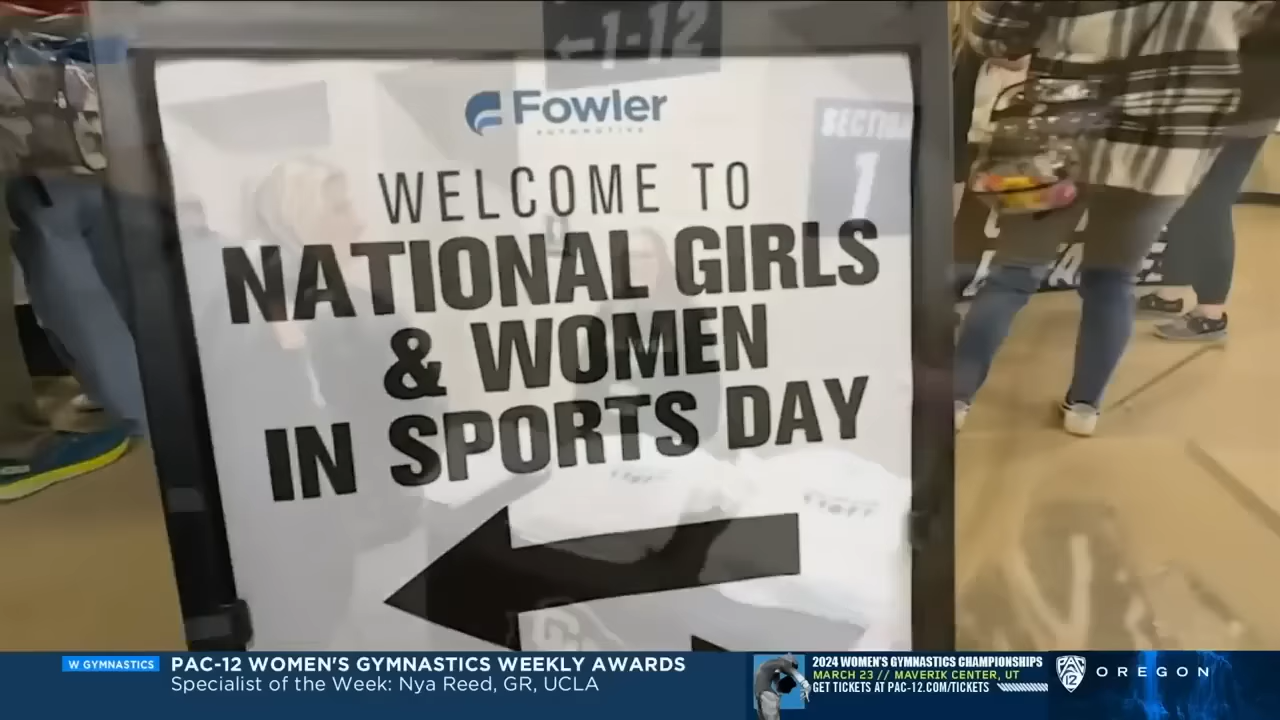 ←1-12
Fowler
AUTOMOTIVE
SECTION
1
WELCOME TO
NATIONAL GIRLS
& WOMEN
IN SPORTS DAY
W GYMNASTICS
PAC-12 WOMEN'S GYMNASTICS WEEKLY AWARDS
Specialist of the Week: Nya Reed, GR, UCLA
2024 WOMEN'S GYMNASTICS CHAMPIONSHIPS
MARCH 23 // MAVERIK CENTER, UT
GET TICKETS AT PAC-12.COM/TICKETS
PAC
12
OREGON